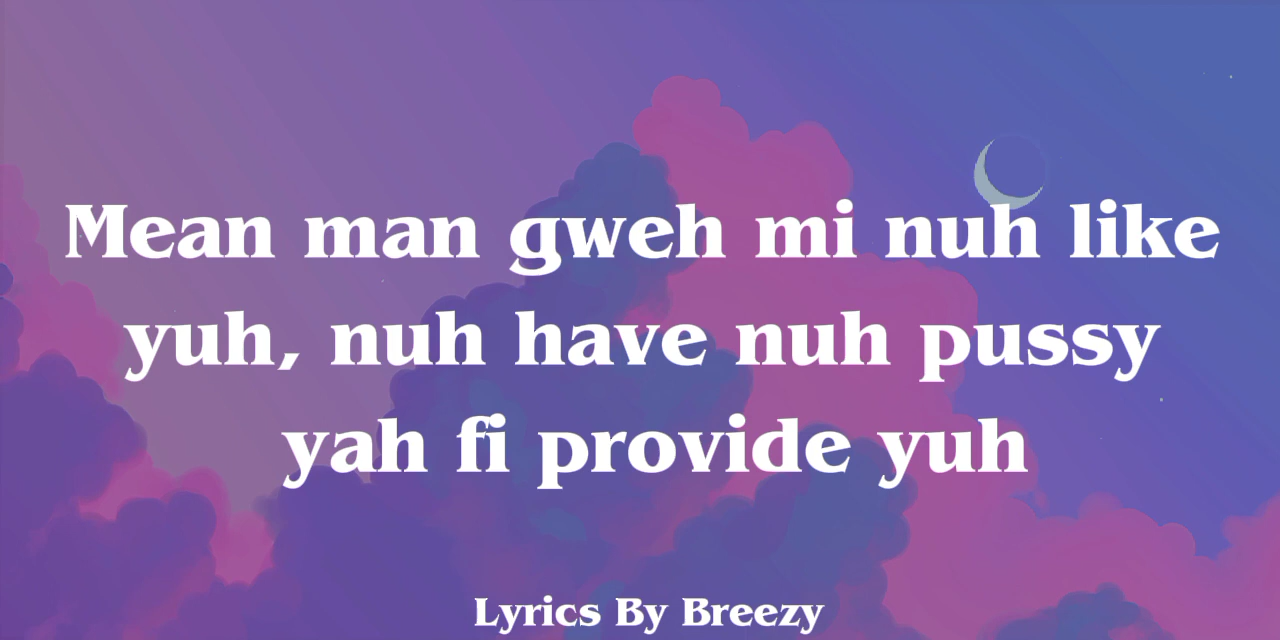 Mean man gweh mi nuh like
yuh, nuh have nuh pussy
yah fi provide yuh
Lyrics By Breezy